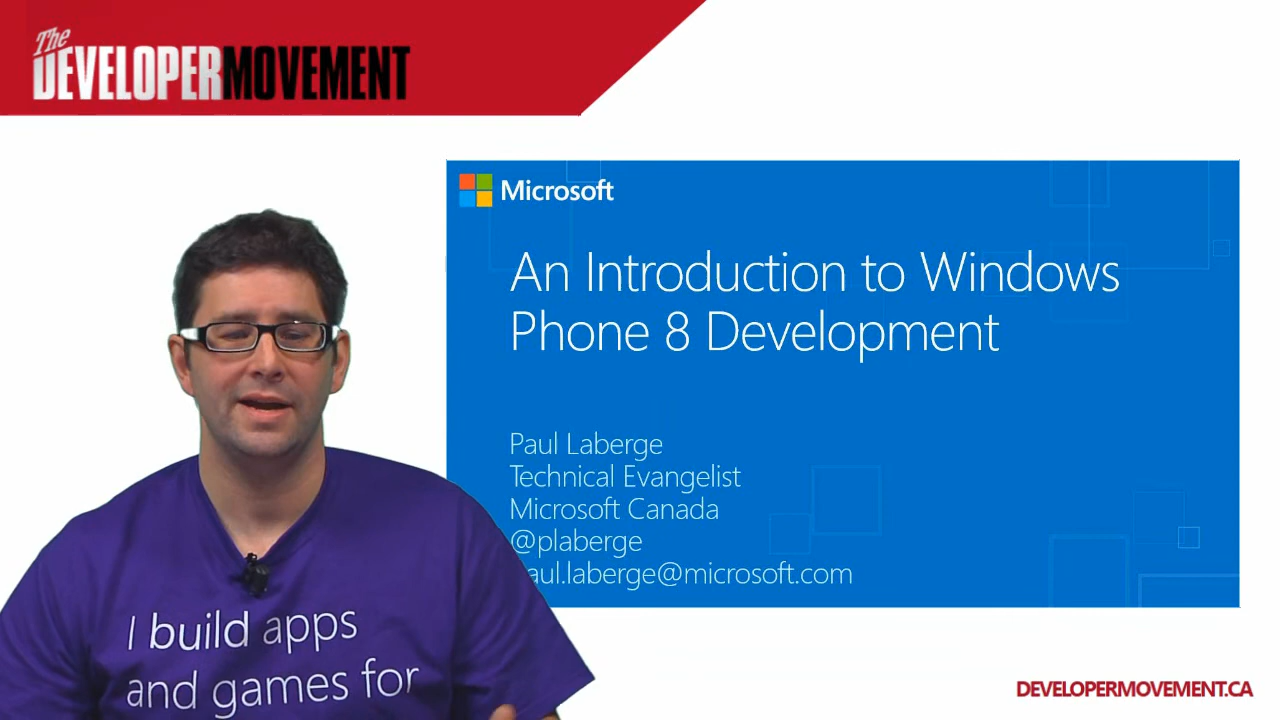 The
DEVELOPERMOVEMENT
Microsoft
An Introduction to Windows
Phone 8 Development
Paul Laberge
Technical Evangelist
Microsoft Canada
@plaberge
aul.laberge@microsoft.com
I build apps
and games for
DEVELOPERMOVEMENT.CA